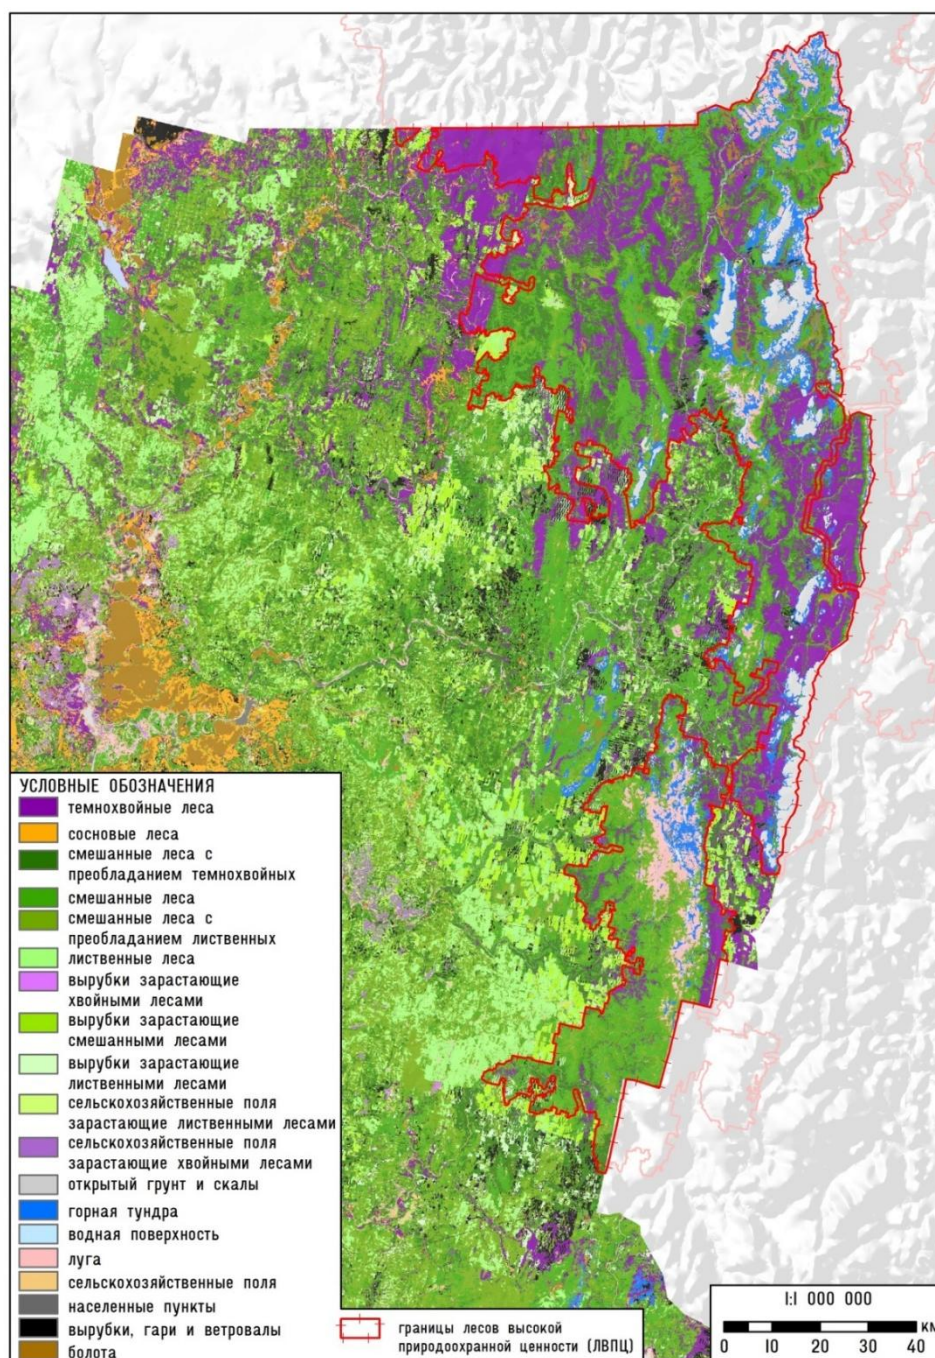 УСЛОВНЫЕ ОБОЗНАЧЕНИЯ
темнохвойные леса
сосновые леса
смешанные леса с
преобладанием темнохвойных
смешанные леса
смешанные леса с
преобладанием лиственных
лиственные леса
вырубки зарастающие
хвойными лесами
вырубки зарастающие
смешанными лесами
вырубки зарастающие
лиственными лесами
сельскохозяйственные поля
зарастающие лиственными лесами
сельскохозяйственные поля
зарастающие хвойными лесами
открытый грунт и скалы
горная тундра
водная поверхность
луга
сельскохозяйственные поля
населенные пункты
вырубки, гари и ветровалы
болота
границы лесов высокой
природоохранной ценности (ЛВПЦ)
1:1 000 000
км
0 10 20 30 40